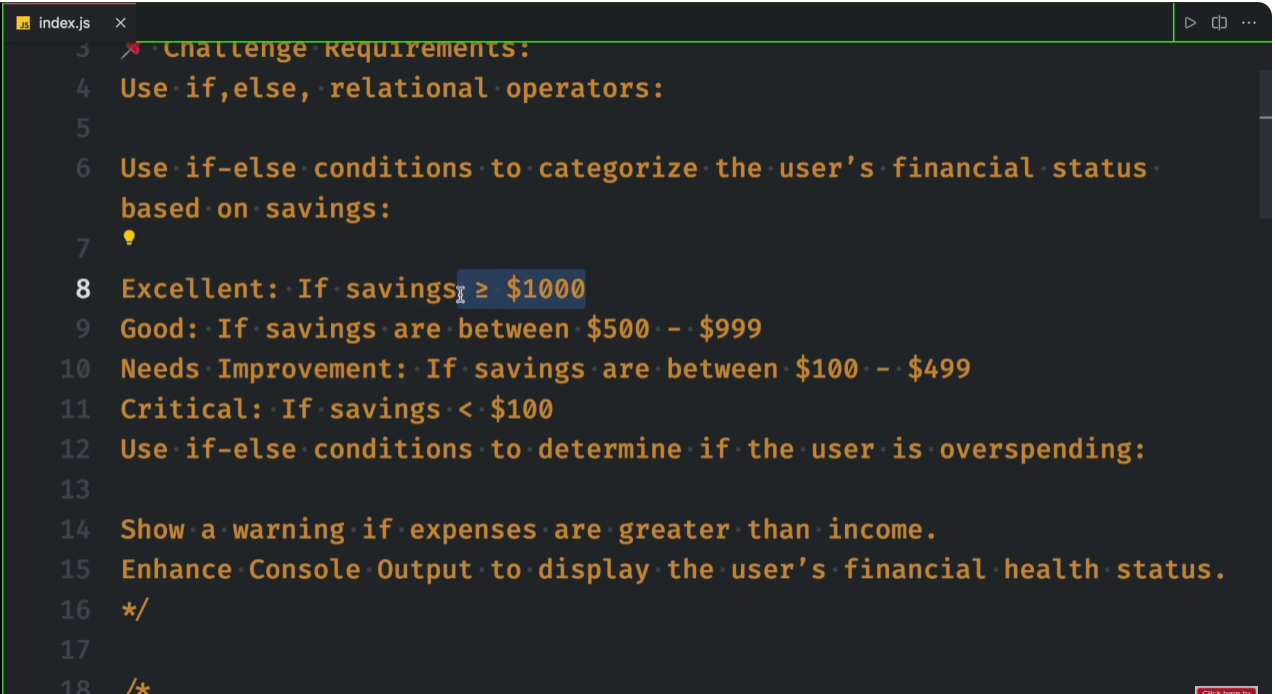 index.js
3 Challenge Requirements:
4 Use if,else, relational operators:
5
6 Use if-else conditions to categorize the user’s financial status
based on savings:
7
8 Excellent: If savings ≥ $1000
9 Good: If savings are between $500 - $999
10 Needs Improvement: If savings are between $100 - $499
11 Critical: If savings < $100
12 Use if-else conditions to determine if the user is overspending:
13
14 Show a warning if expenses are greater than income.
15 Enhance Console Output to display the user’s financial health status.
16 */
17
18 /*
Click here to